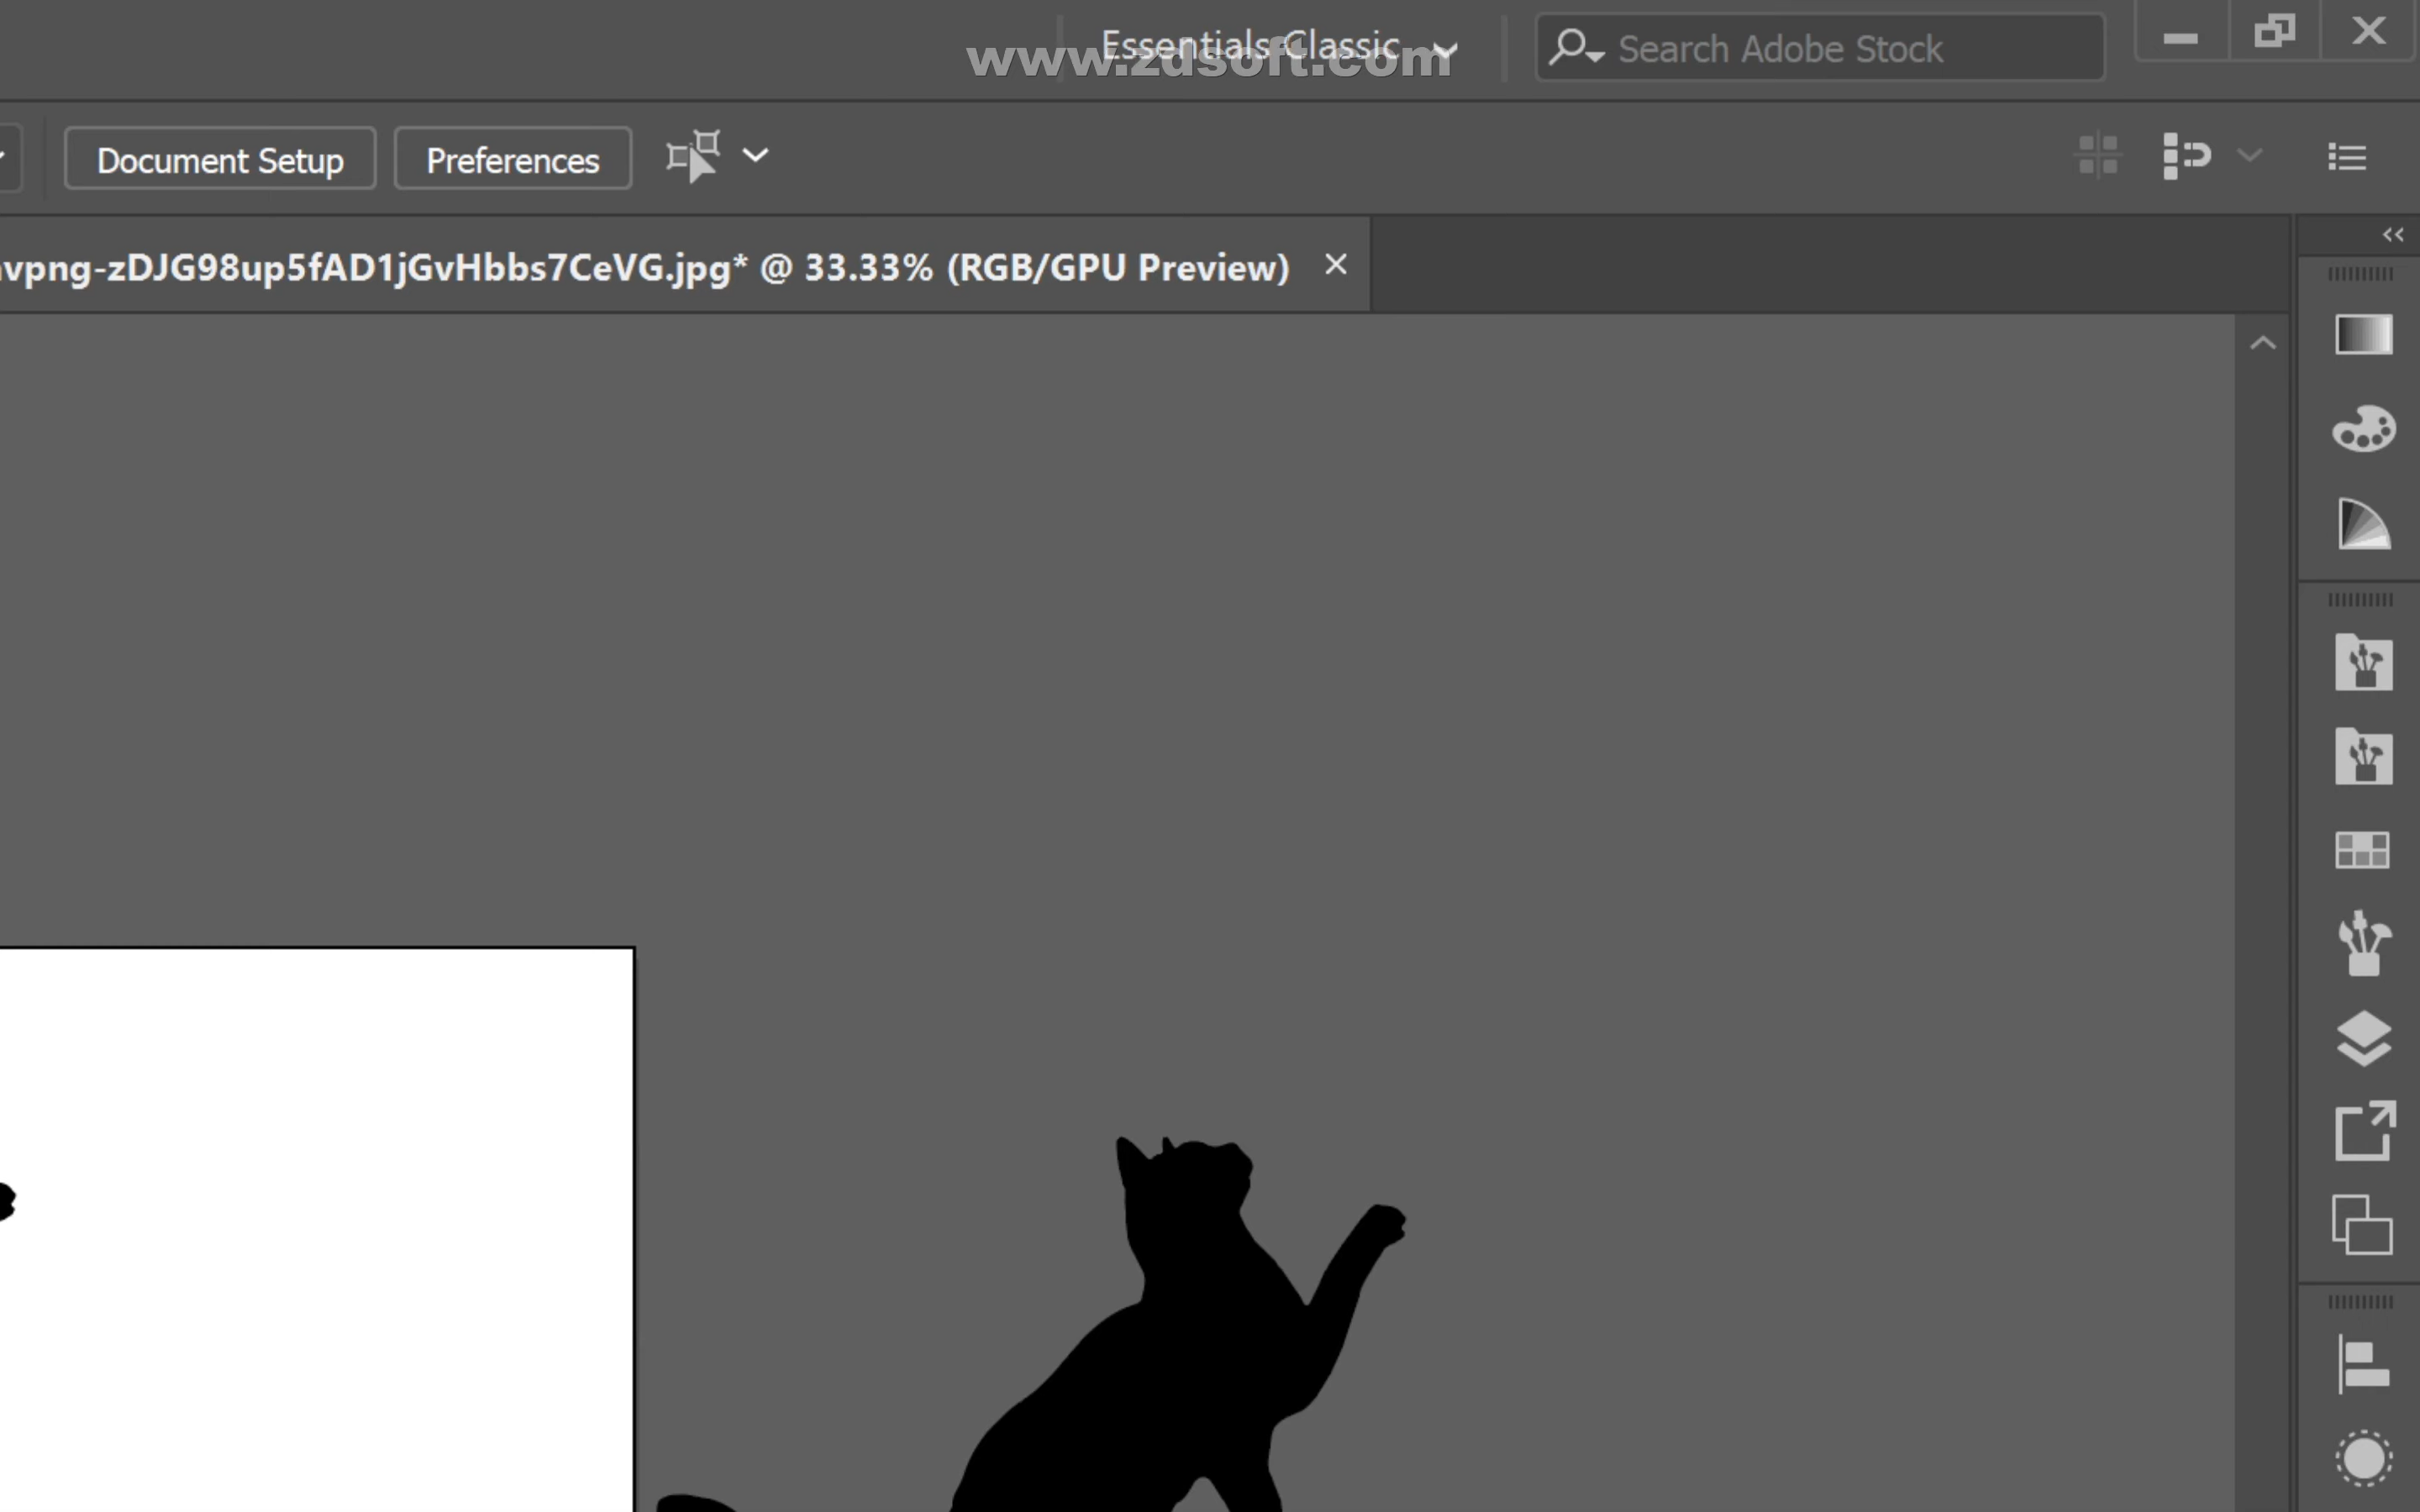 Essentials Classic
www.zdsoft.com
Search Adobe Stock
Document Setup
Preferences
vpng-zDJG98up5fAD1jGvHbbs7CeVG.jpg* @ 33.33% (RGB/GPU Preview)